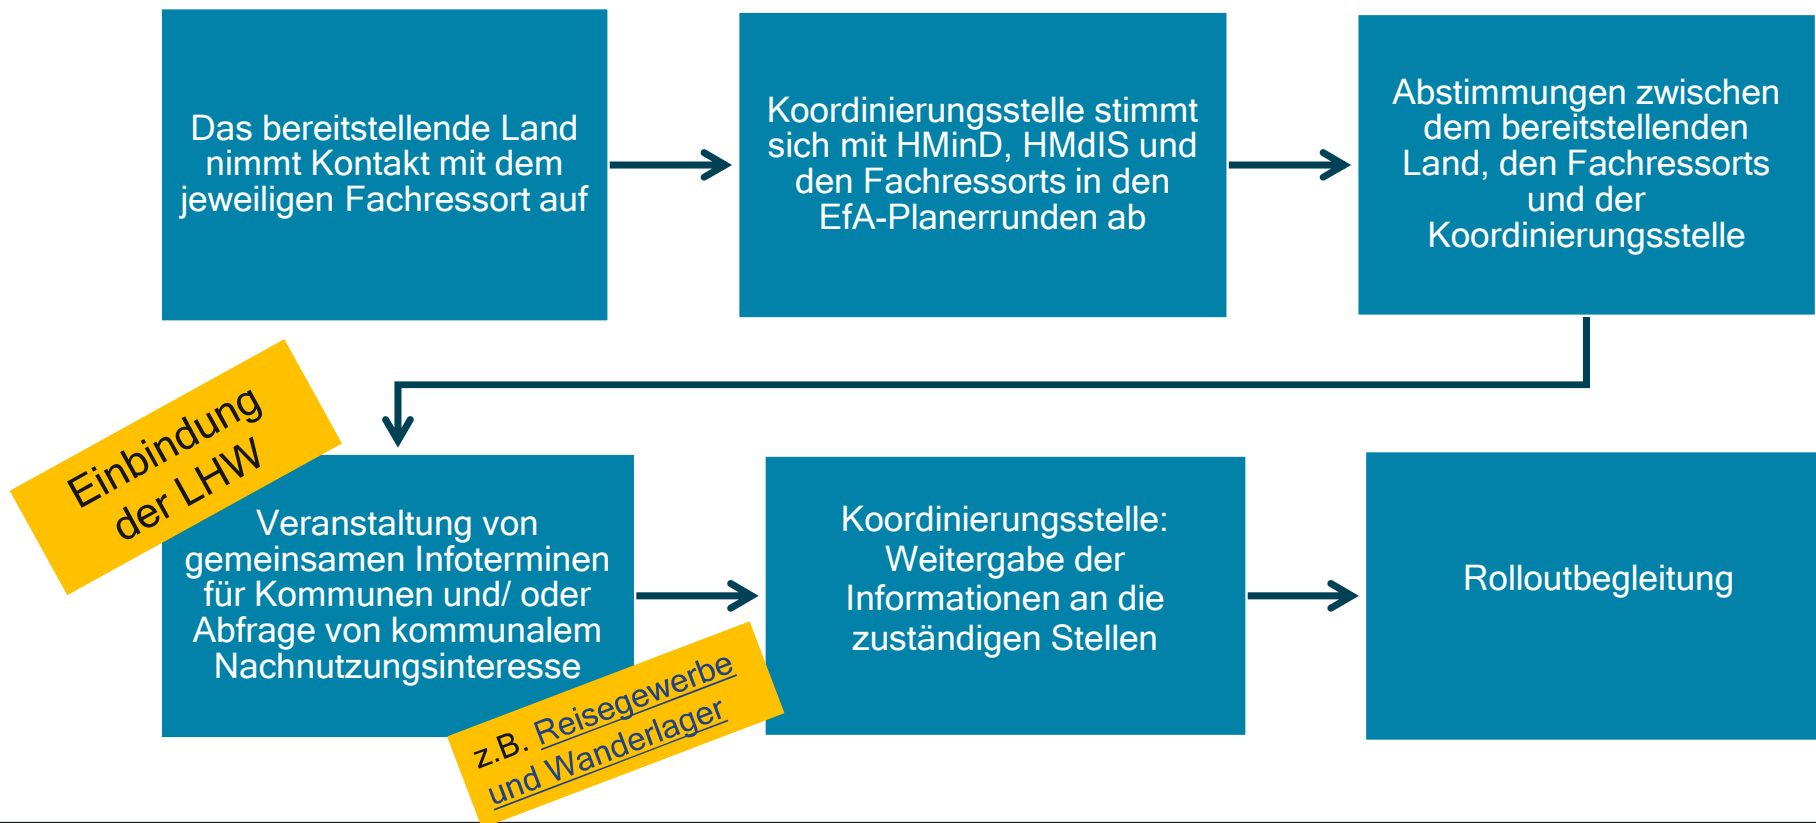 Das bereitstellende Land
nimmt Kontakt mit dem
jeweiligen Fachressort auf
Koordinierungsstelle stimmt
sich mit HMinD, HMdIS und
den Fachressorts in den
EfA-Planerrunden ab
Abstimmungen zwischen
dem bereitstellenden
Land, den Fachressorts
und der
Koordinierungsstelle
Einbindung
der LHW
Veranstaltung von
gemeinsamen Infoterminen
für Kommunen und/ oder
Abfrage von kommunalem
Nachnutzungsinteresse
z.B. Reisegewerbe
und Wanderlager
Koordinierungsstelle:
Weitergabe der
Informationen an die
zuständigen Stellen
Rolloutbegleitung